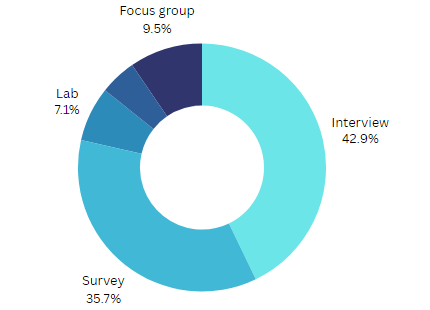 Focus group
9.5%
Lab
7.1%
Interview
42.9%
Survey
35.7%